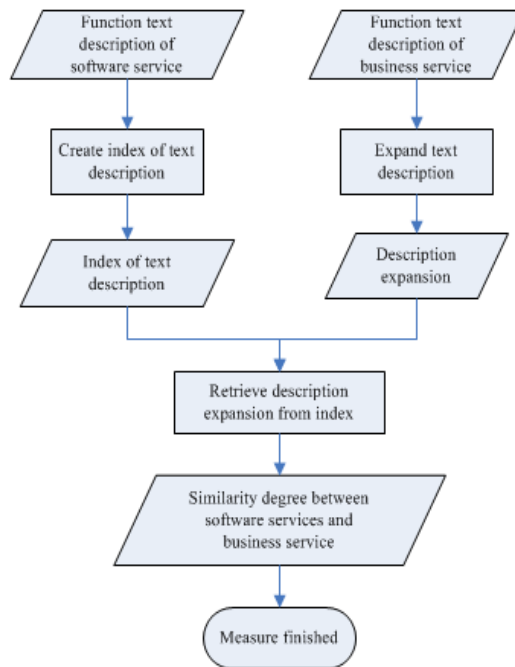 Function text
description of
software service
Function text
description of
business service
Create index of text
description
Expand text
description
Index of text
description
Description
expansion
Retrieve description
expansion from index
Similarity degree between
software services and
business service
Measure finished